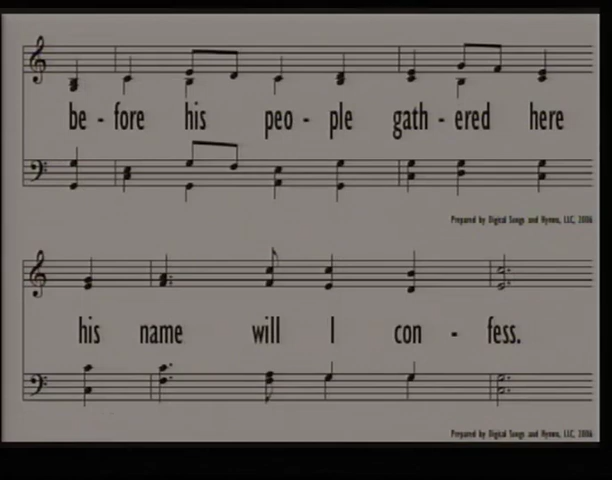 be - fore his peo - ple gath - ered here
Prepared by Digital Songs and Hymns, LLC, 2006
his name will I con - fess.
Prepared by Digital Songs and Hymns, LLC, 2006